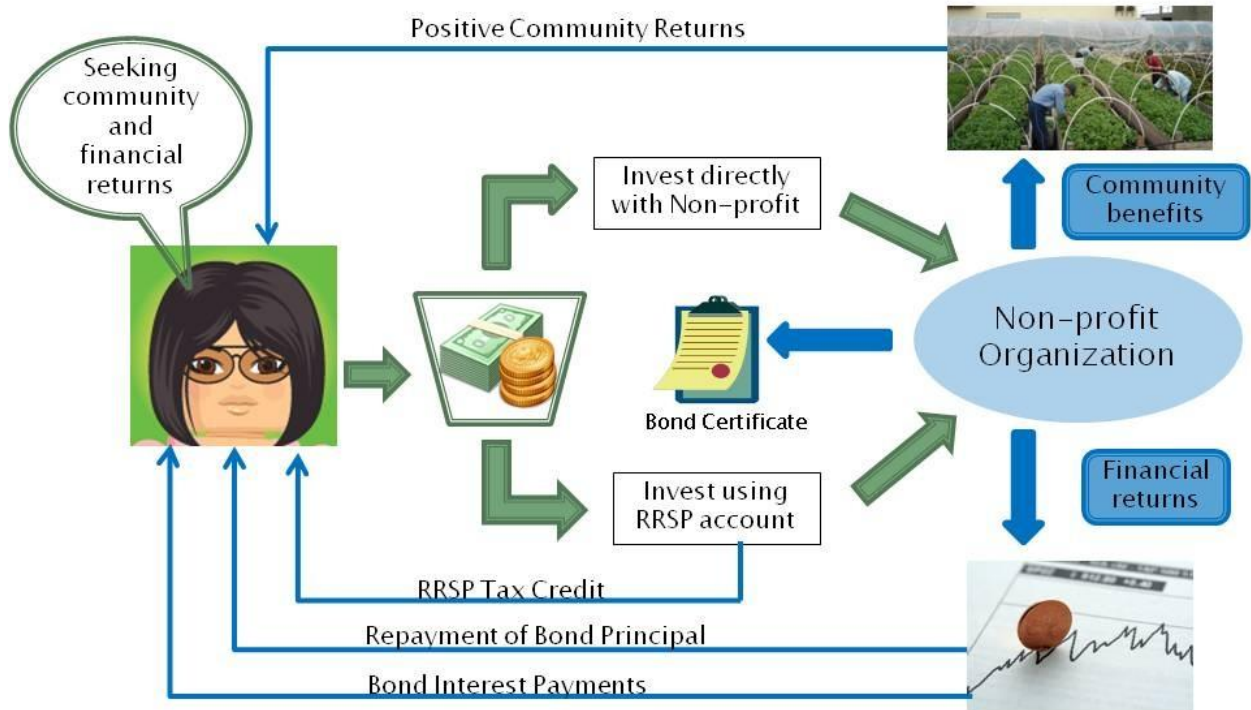 Positive Community Returns
Seeking
community
and
financial
returns
Invest directly
with Non-profit
Community
benefits
Non-profit
Organization
Bond Certificate
Invest using
RRSP account
Financial
returns
RRSP Tax Credit
Repayment of Bond Principal
Bond Interest Payments